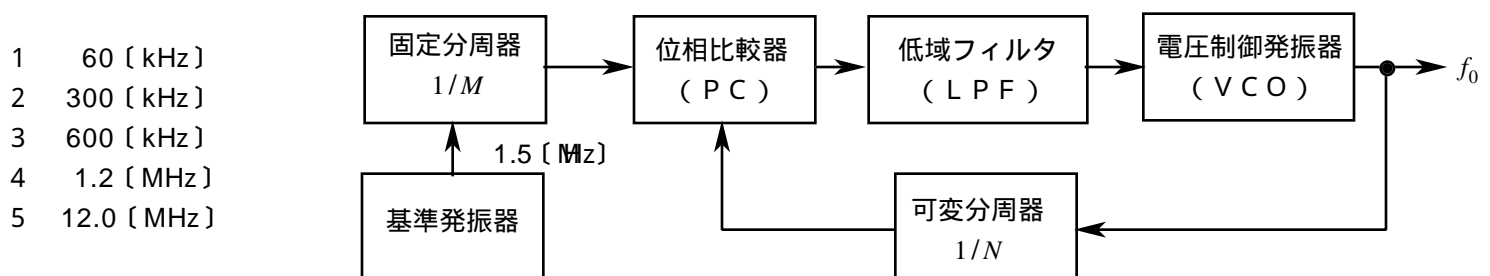 1 60〔kHz〕
2 300〔kHz〕
3 600〔kHz〕
4 1.2〔MHz〕
5 12.0〔MHz〕
固定分周器
1/M
位相比較器
(PC)
低域フィルタ
(LPF)
電圧制御発振器
(VCO)
f₀
1.5〔MHz〕
基準発振器
可変分周器
1/N